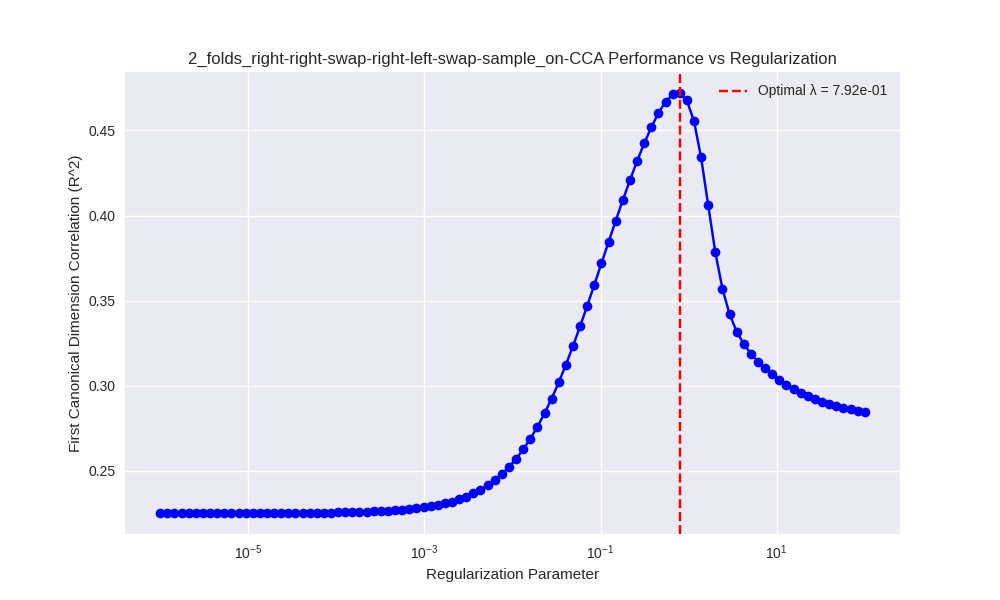 2_folds_right-right-swap-right-left-swap-sample_on-CCA Performance vs Regularization
Optimal λ = 7.92e-01
First Canonical Dimension Correlation (R^2)
0.45
0.40
0.35
0.30
0.25
10⁻⁵ 10⁻³ 10⁻¹ 10¹
Regularization Parameter